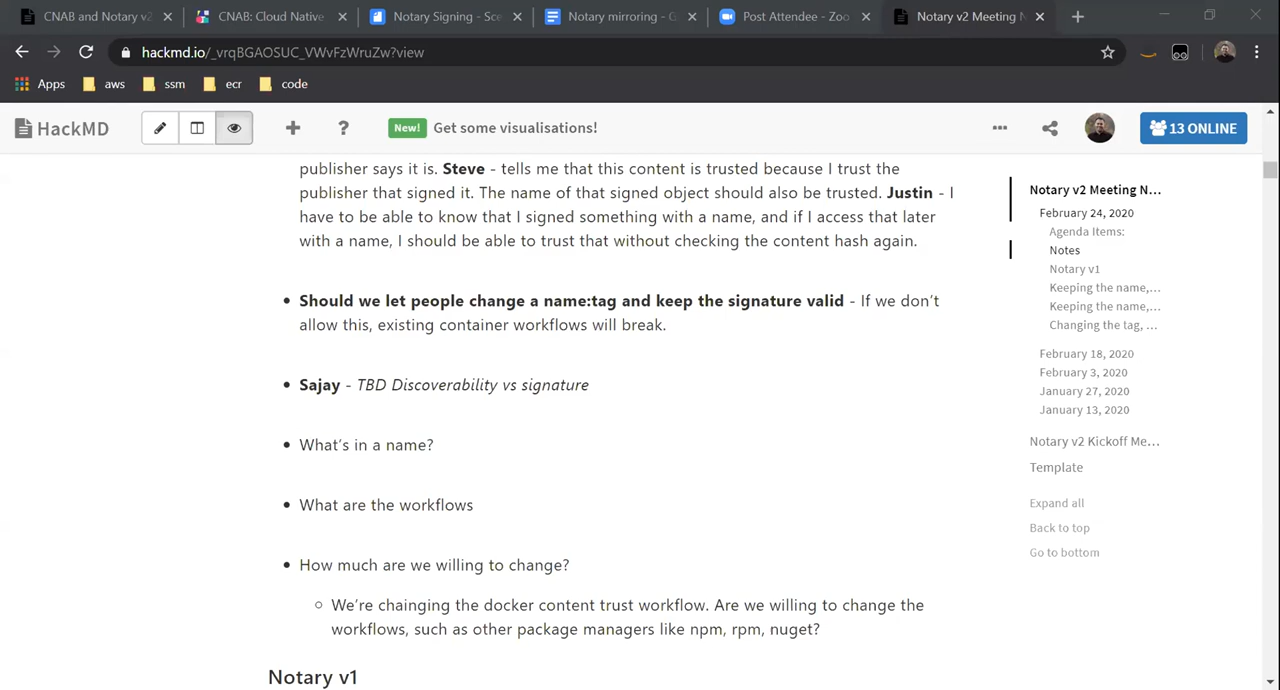 CNAB and Notary v2
CNAB: Cloud Native
Notary Signing - Sce
Notary mirroring - G
Post Attendee - Zoo
Notary v2 Meeting N
hackmd.io/_vrqBGAOSUC_VWvFzWruZw?view
Apps aws ssm ecr code
HackMD
New! Get some visualisations!
13 ONLINE
publisher says it is. Steve - tells me that this content is trusted because I trust the
publisher that signed it. The name of that signed object should also be trusted. Justin - I
have to be able to know that I signed something with a name, and if I access that later
with a name, I should be able to trust that without checking the content hash again.
• Should we let people change a name:tag and keep the signature valid - If we don't
allow this, existing container workflows will break.
• Sajay - TBD Discoverability vs signature
• What's in a name?
• What are the workflows
• How much are we willing to change?
○ We're chainging the docker content trust workflow. Are we willing to change the
workflows, such as other package managers like npm, rpm, nuget?
Notary v1
Notary v2 Meeting N...
February 24, 2020
Agenda Items:
Notes
Notary v1
Keeping the name,...
Keeping the name,...
Changing the tag, ...
February 18, 2020
February 3, 2020
January 27, 2020
January 13, 2020
Notary v2 Kickoff Me...
Template
Expand all
Back to top
Go to bottom